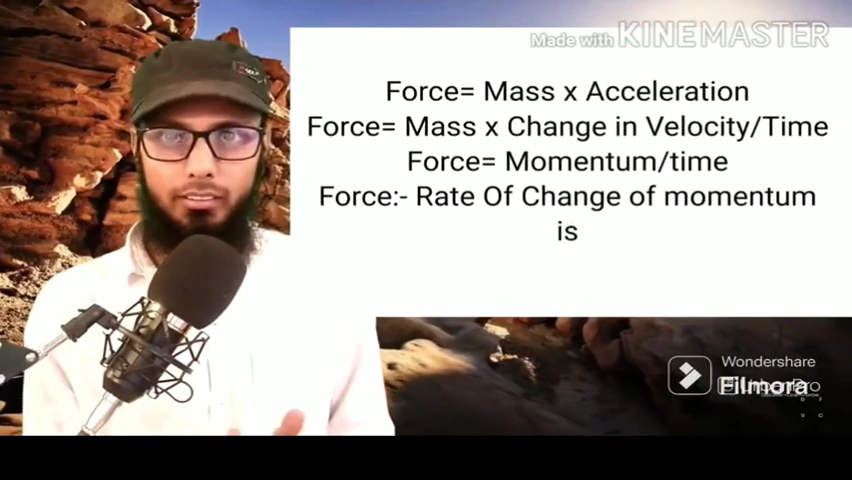 Made with KINEMASTER
Force= Mass x Acceleration
Force= Mass x Change in Velocity/Time
Force= Momentum/time
Force:- Rate Of Change of momentum
is
Wondershare
Filmora
UrbanPro